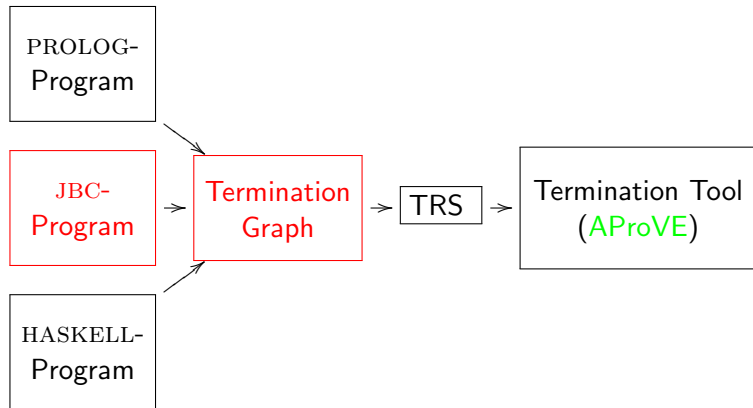 PROLOG-
Program
JBC-
Program
Termination
Graph
TRS
Termination Tool
(AProVE)
HASKELL-
Program